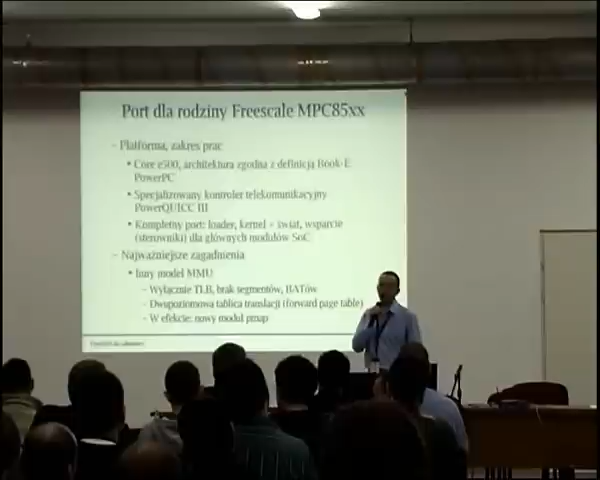 Port dla rodziny Freescale MPC85xx
– Platforma, zakres prac
• Core e500, architektura zgodna z definicją Book-E
PowerPC
• Specjalizowany kontroler telekomunikacyjny
PowerQUICC III
• Kompletny port: loader, kernel + świat, wsparcie
(sterowniki) dla głównych modułów SoC
– Najważniejsze zagadnienia
• Inny model MMU
– Wyłącznie TLB, brak segmentów, BATów
– Dwupoziomowa tablica translacji (forward page table)
– W efekcie: nowy moduł pmap